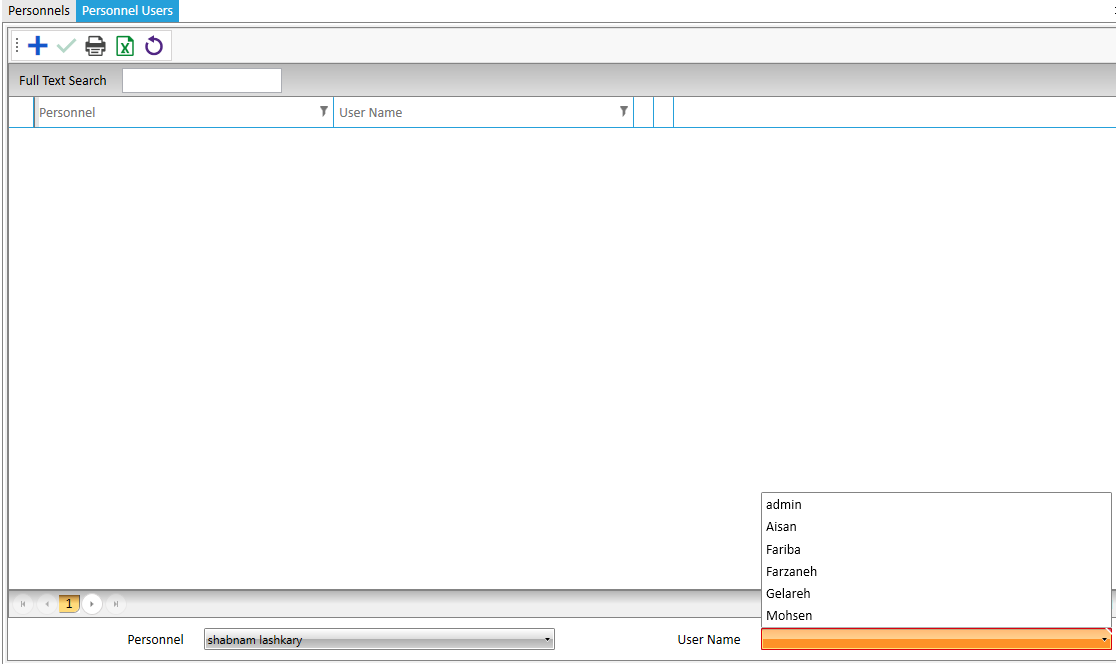 Personnels Personnel Users
Full Text Search
Personnel User Name
admin
Aisan
Fariba
Farzaneh
Gelareh
Mohsen
1
Personnel shabnam lashkary User Name